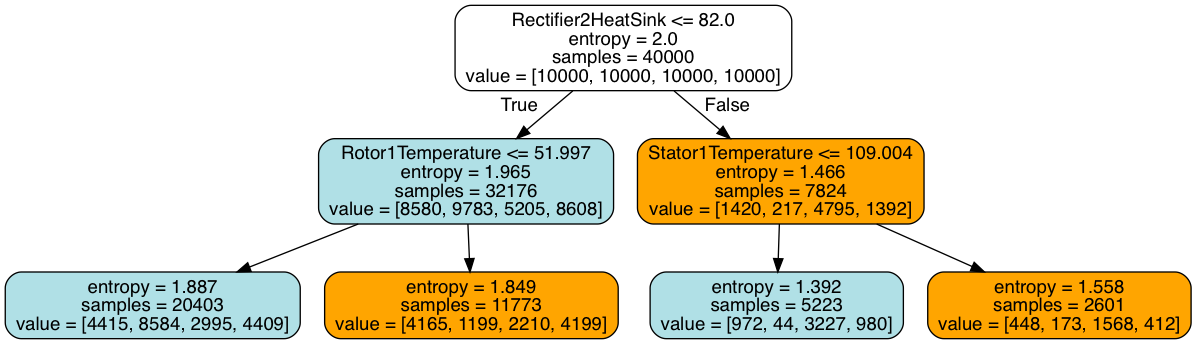 Rectifier2HeatSink <= 82.0
entropy = 2.0
samples = 40000
value = [10000, 10000, 10000, 10000]
True
False
Rotor1Temperature <= 51.997
entropy = 1.965
samples = 32176
value = [8580, 9783, 5205, 8608]
Stator1Temperature <= 109.004
entropy = 1.466
samples = 7824
value = [1420, 217, 4795, 1392]
entropy = 1.887
samples = 20403
value = [4415, 8584, 2995, 4409]
entropy = 1.849
samples = 11773
value = [4165, 1199, 2210, 4199]
entropy = 1.392
samples = 5223
value = [972, 44, 3227, 980]
entropy = 1.558
samples = 2601
value = [448, 173, 1568, 412]